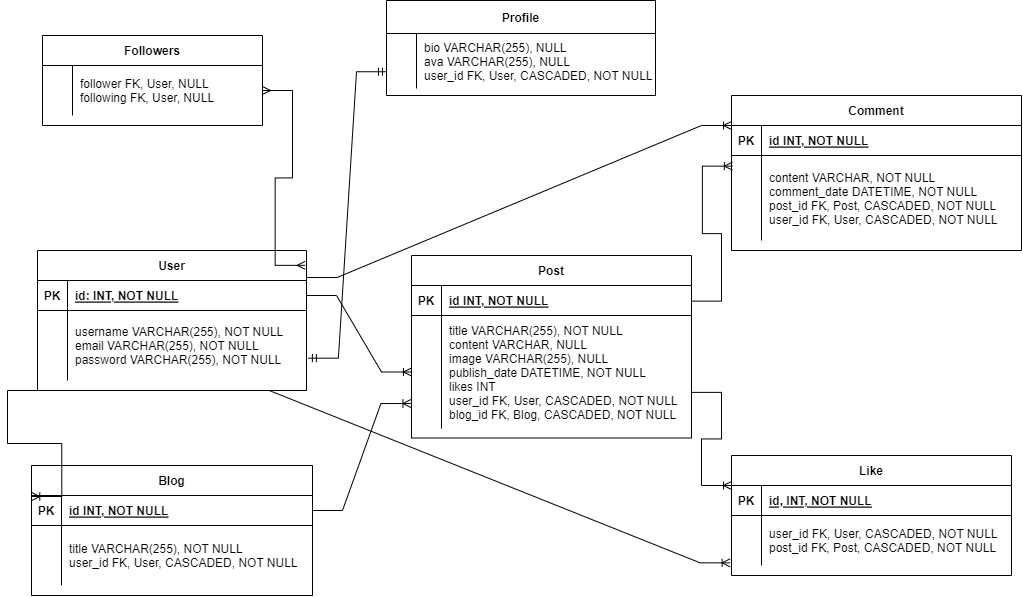 Profile
bio VARCHAR(255), NULL
ava VARCHAR(255), NULL
user_id FK, User, CASCADED, NOT NULL
Followers
follower FK, User, NULL
following FK, User, NULL
Comment
PK id INT, NOT NULL
content VARCHAR, NOT NULL
comment_date DATETIME, NOT NULL
post_id FK, Post, CASCADED, NOT NULL
user_id FK, User, CASCADED, NOT NULL
User
PK id: INT, NOT NULL
username VARCHAR(255), NOT NULL
email VARCHAR(255), NOT NULL
password VARCHAR(255), NOT NULL
Post
PK id INT, NOT NULL
title VARCHAR(255), NOT NULL
content VARCHAR, NULL
image VARCHAR(255), NULL
publish_date DATETIME, NOT NULL
likes INT
user_id FK, User, CASCADED, NOT NULL
blog_id FK, Blog, CASCADED, NOT NULL
Blog
PK id INT, NOT NULL
title VARCHAR(255), NOT NULL
user_id FK, User, CASCADED, NOT NULL
Like
PK id, INT, NOT NULL
user_id FK, User, CASCADED, NOT NULL
post_id FK, Post, CASCADED, NOT NULL